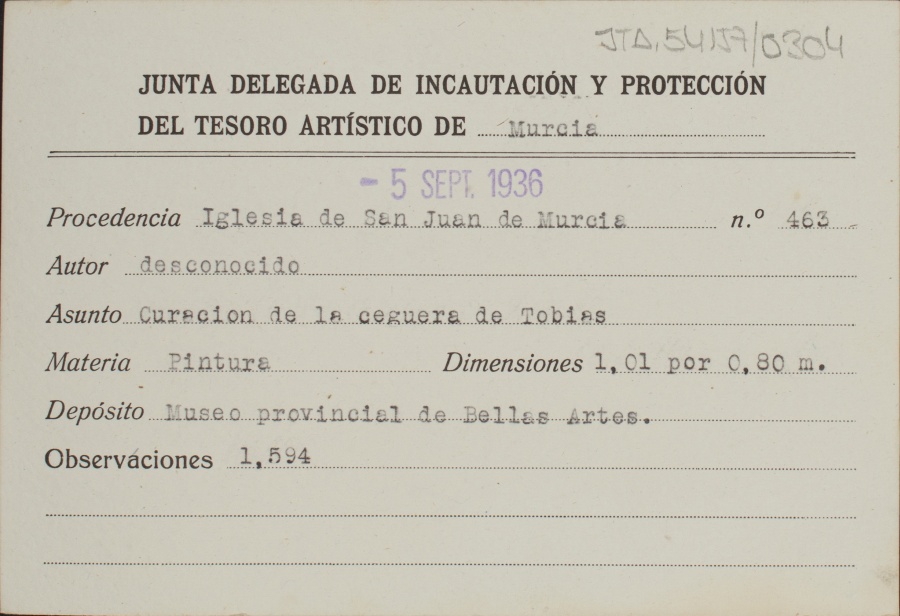 JTD, 54157/0304
JUNTA DELEGADA DE INCAUTACIÓN Y PROTECCIÓN
DEL TESORO ARTÍSTICO DE Murcia
- 5 SEPT. 1936
Procedencia Iglesia de San Juan de Murcia n.º 463
Autor desconocido
Asunto Curacion de la ceguera de Tobias
Materia Pintura Dimensiones 1,01 por 0,80 m.
Depósito Museo provincial de Bellas Artes.
Observaciones 1,594